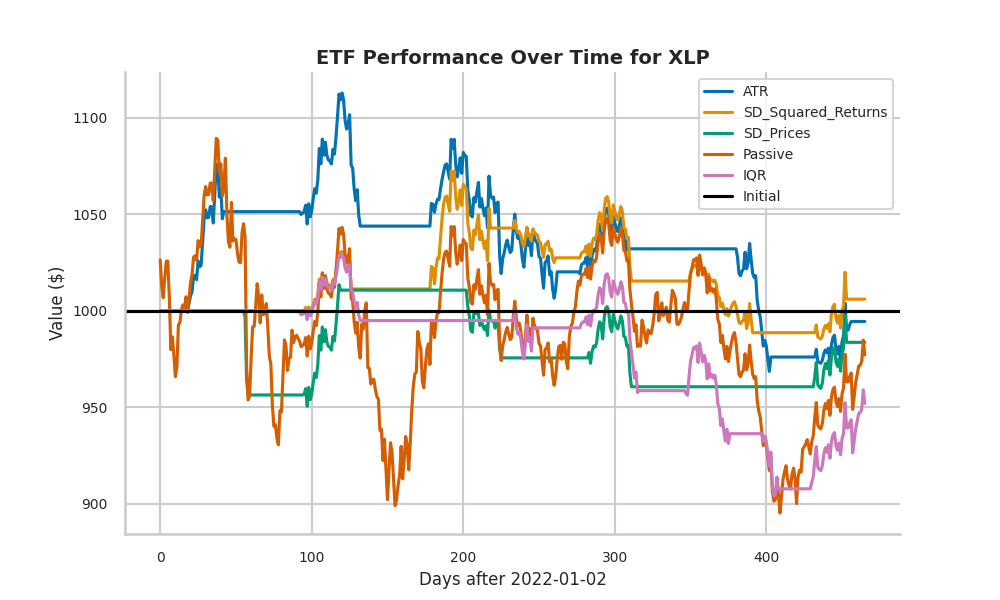 ETF Performance Over Time for XLP
Value ($)
1100
1050
1000
950
900
ATR
SD_Squared_Returns
SD_Prices
Passive
IQR
Initial
0 100 200 300 400
Days after 2022-01-02